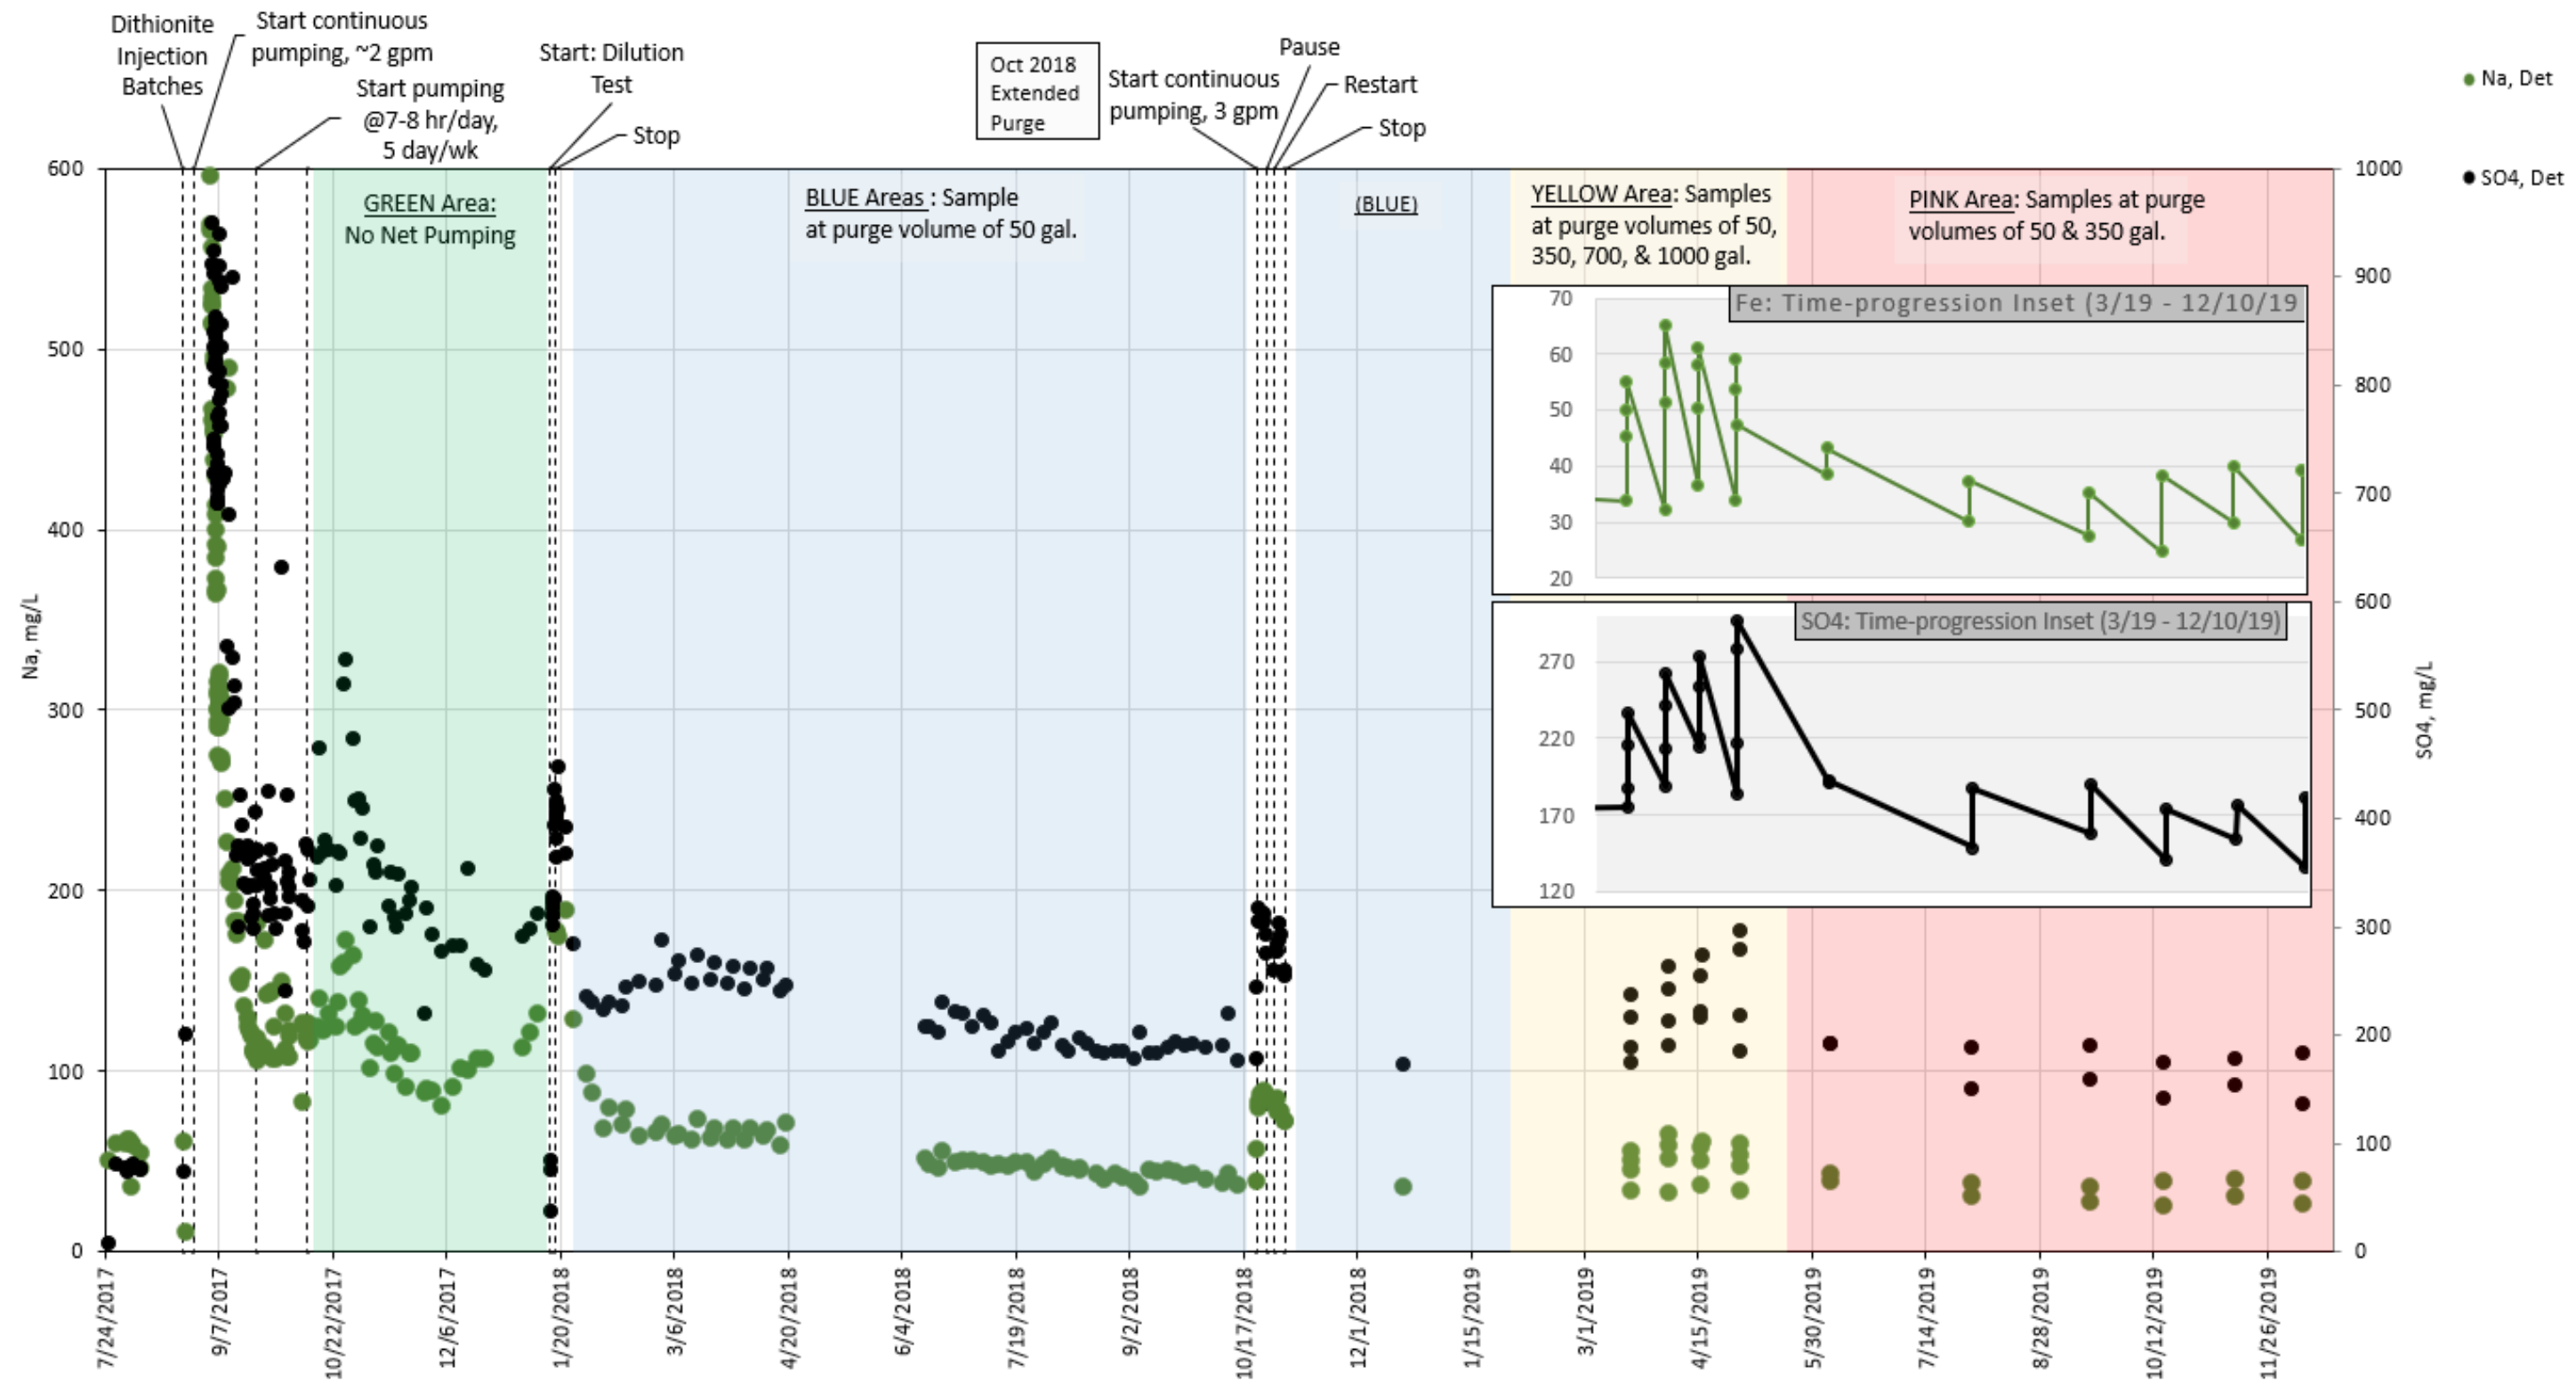 Dithionite
Injection
Batches
Start continuous
pumping, ~2 gpm
Start pumping
@7-8 hr/day,
5 day/wk
Start: Dilution
Test
Stop
Oct 2018
Extended
Purge
Start continuous
pumping, 3 gpm
Pause
Restart
Stop
Na, Det
SO4, Det
GREEN Area:
No Net Pumping
BLUE Areas : Sample
at purge volume of 50 gal.
(BLUE)
YELLOW Area: Samples
at purge volumes of 50,
350, 700, & 1000 gal.
PINK Area: Samples at purge
volumes of 50 & 350 gal.
Fe: Time-progression Inset (3/19 - 12/10/19
70
60
50
40
30
20
SO4: Time-progression Inset (3/19 - 12/10/19)
270
220
170
120
Na, mg/L
600
500
400
300
200
100
0
SO4, mg/L
1000
900
800
700
600
500
400
300
200
100
0
7/24/2017
9/7/2017
10/22/2017
12/6/2017
1/20/2018
3/6/2018
4/20/2018
6/4/2018
7/19/2018
9/2/2018
10/17/2018
12/1/2018
1/15/2019
3/1/2019
4/15/2019
5/30/2019
7/14/2019
8/28/2019
10/12/2019
11/26/2019